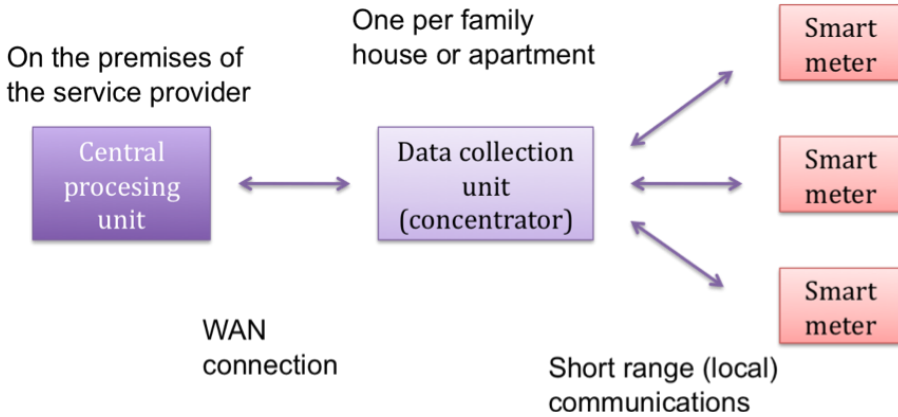 On the premises of
the service provider
Central
procesing
unit
One per family
house or apartment
Data collection
unit
(concentrator)
Smart
meter
Smart
meter
Smart
meter
WAN
connection
Short range (local)
communications